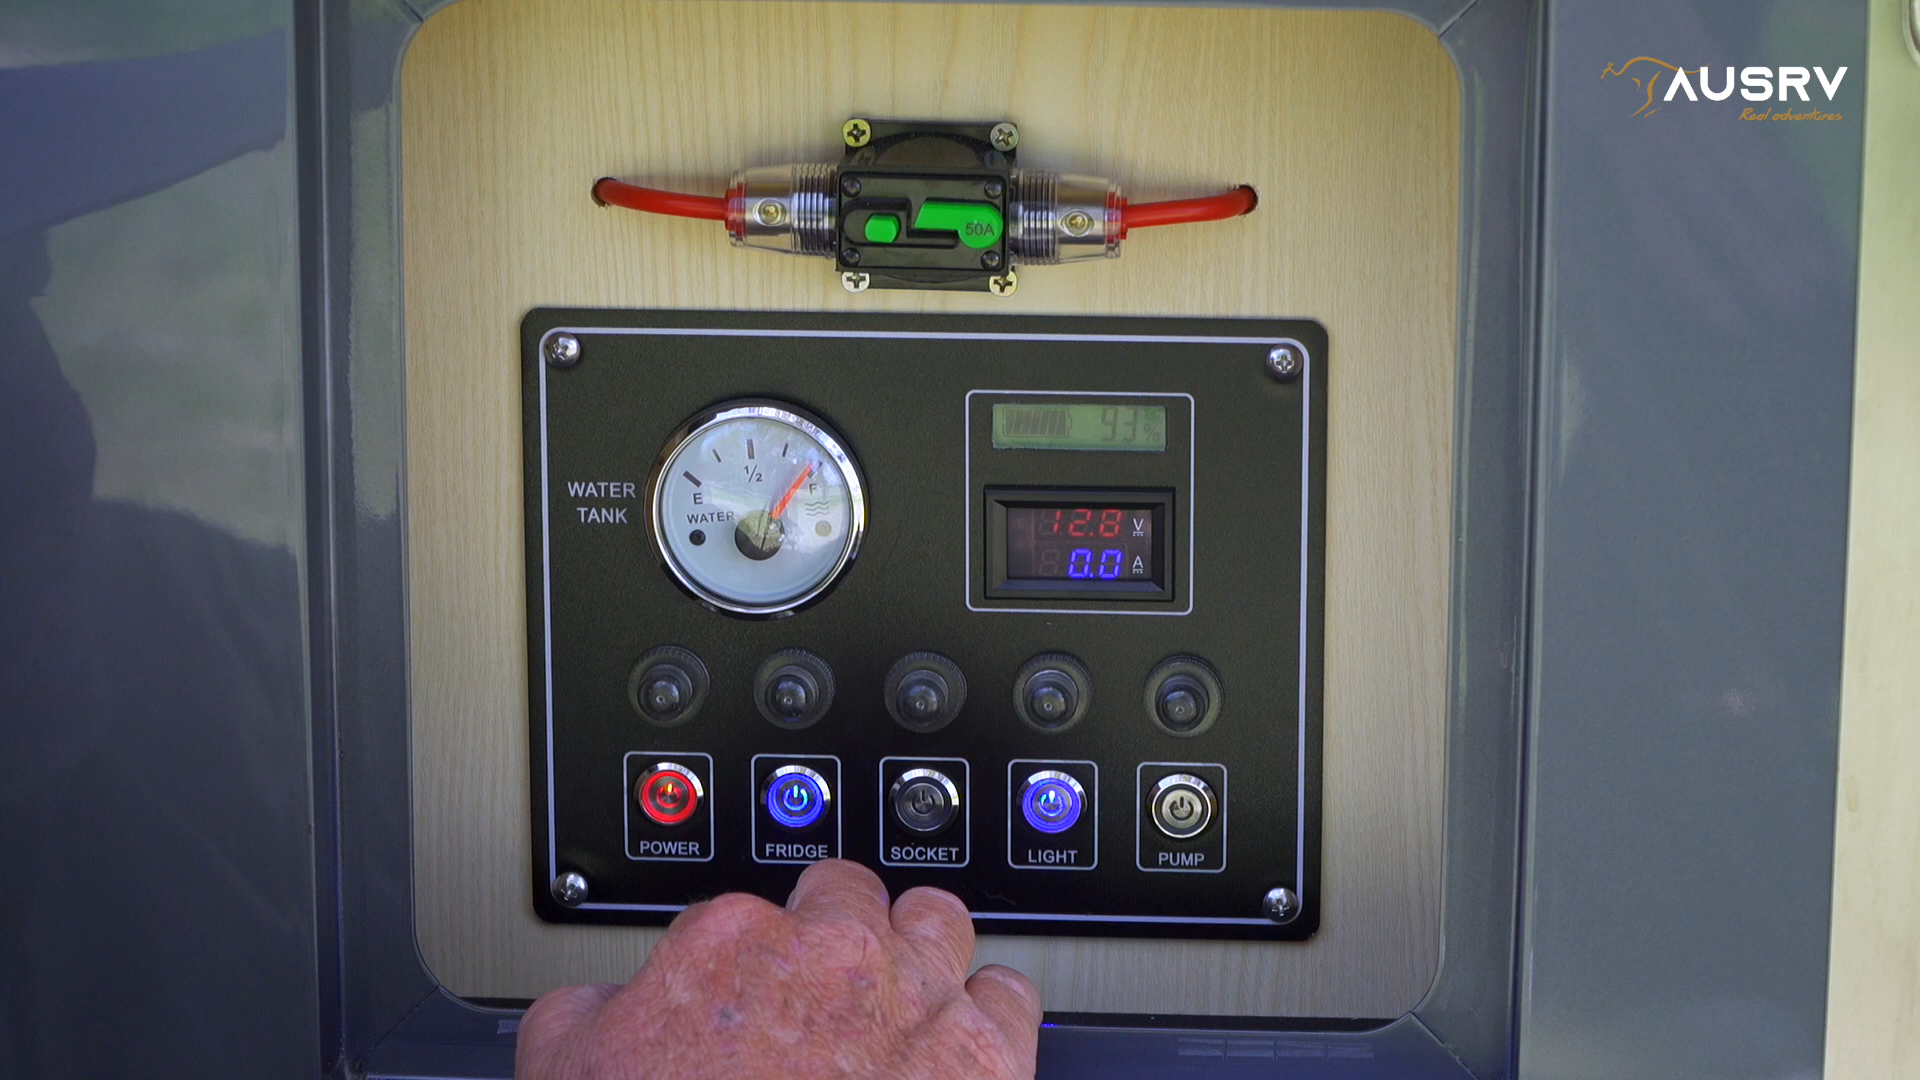 AUSRV
Real adventures
50A
93%
E
1/2
F
WATER
WATER
TANK
12.8 V
0.0 A
POWER
FRIDGE
SOCKET
LIGHT
PUMP